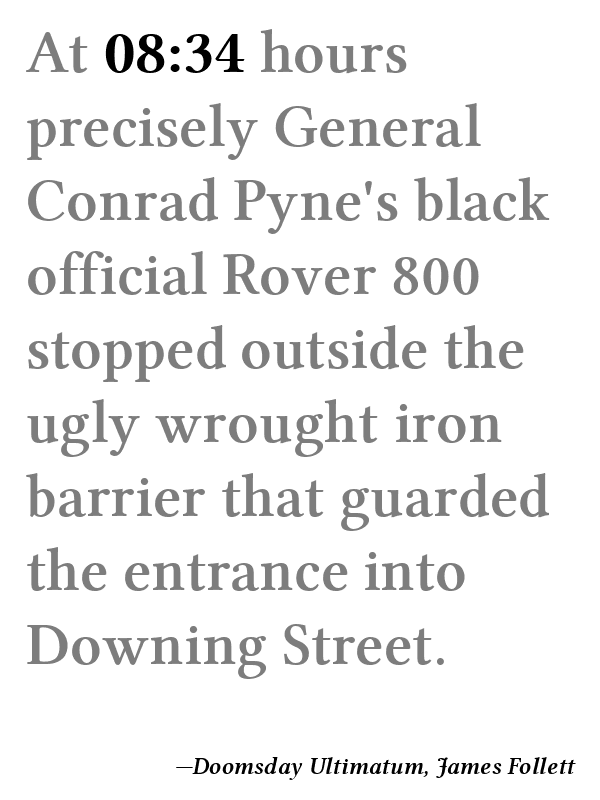 At 08:34 hours
precisely General
Conrad Pyne's black
official Rover 800
stopped outside the
ugly wrought iron
barrier that guarded
the entrance into
Downing Street.
—Doomsday Ultimatum, James Follett